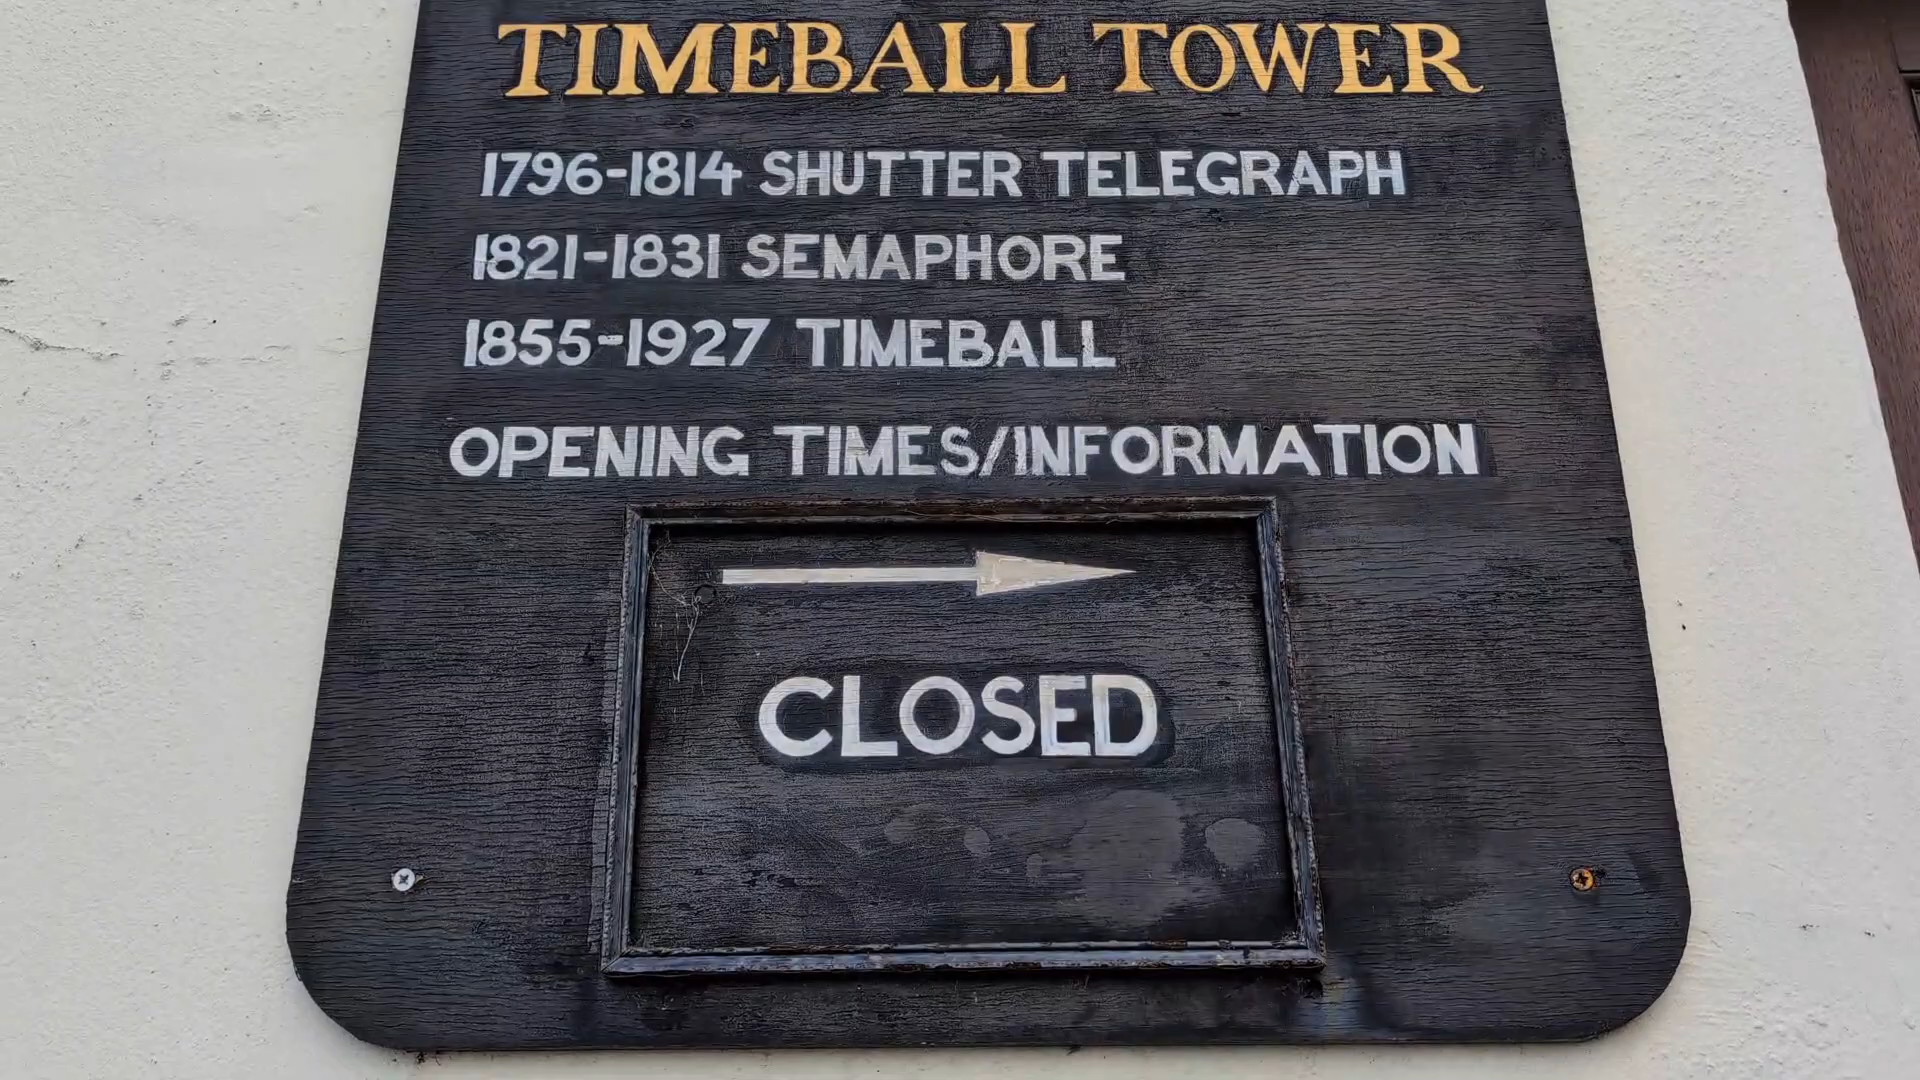 TIMEBALL TOWER
1796-1814 SHUTTER TELEGRAPH
1821-1831 SEMAPHORE
1855-1927 TIMEBALL
OPENING TIMES/INFORMATION
CLOSED